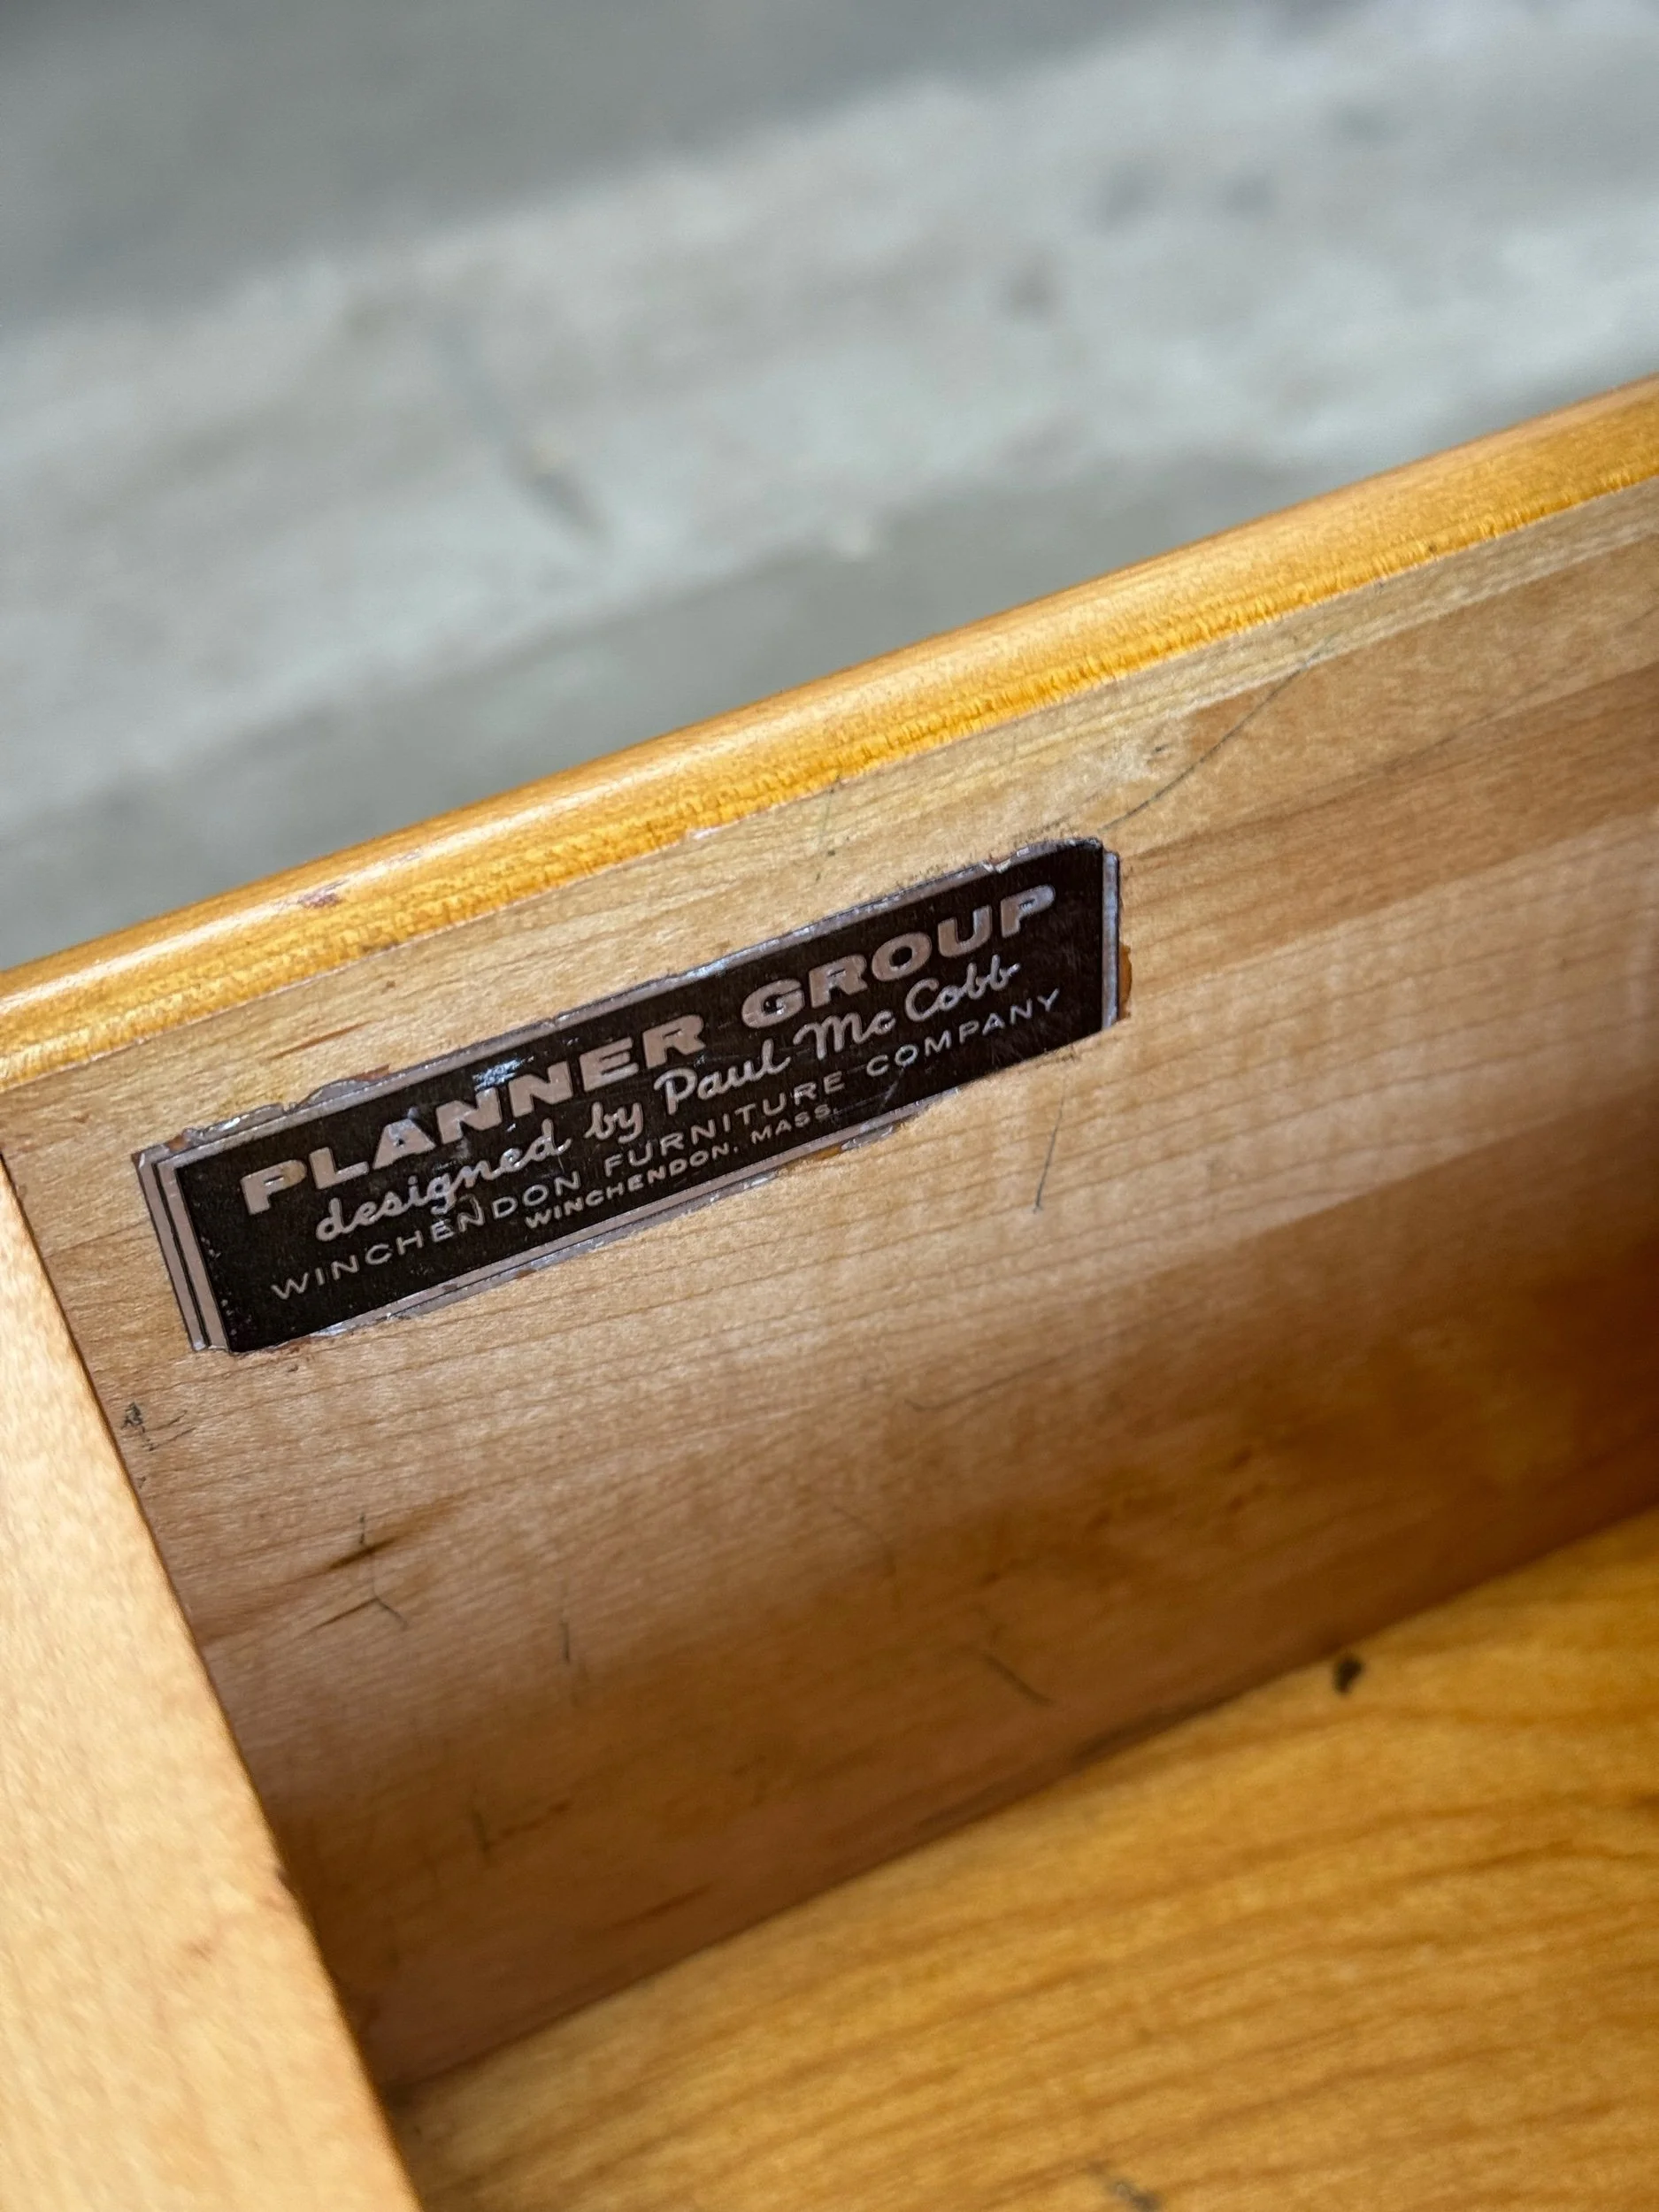 PLANNER GROUP
designed by Paul McCobb
WINCHENDON FURNITURE COMPANY
WINCHENDON, MASS.